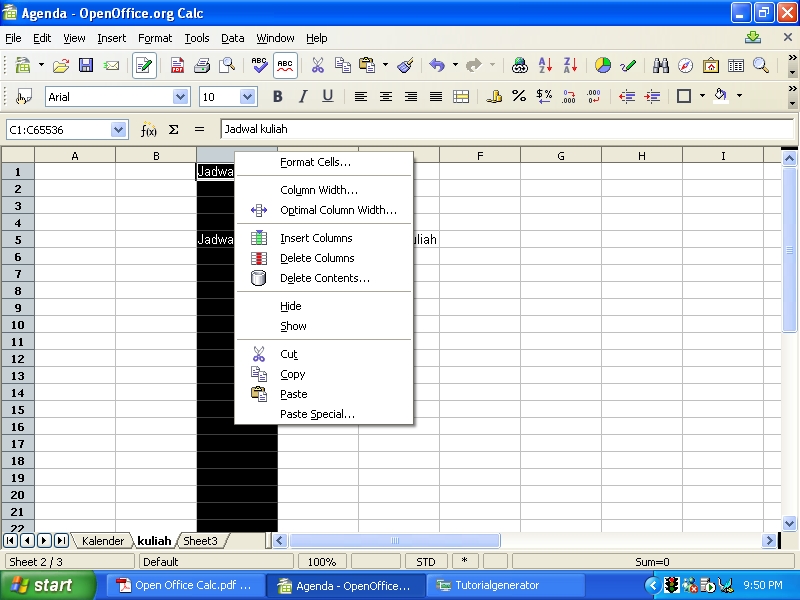 Agenda - OpenOffice.org Calc
File Edit View Insert Format Tools Data Window Help
ABC ABC
Arial 10 B I U
C1:C65536 f(x) Σ = Jadwal kuliah
A B F G H I
1 Jadwa
2
3
4
5 Jadwa uliah
6
7
8
9
10
11
12
13
14
15
16
17
18
19
20
21
22
Format Cells...
Column Width...
Optimal Column Width...
Insert Columns
Delete Columns
Delete Contents...
Hide
Show
Cut
Copy
Paste
Paste Special...
Kalender kuliah Sheet3
Sheet 2 / 3 Default 100% STD * Sum=0
start Open Office Calc.pdf ... Agenda - OpenOffice... Tutorialgenerator 9:50 PM